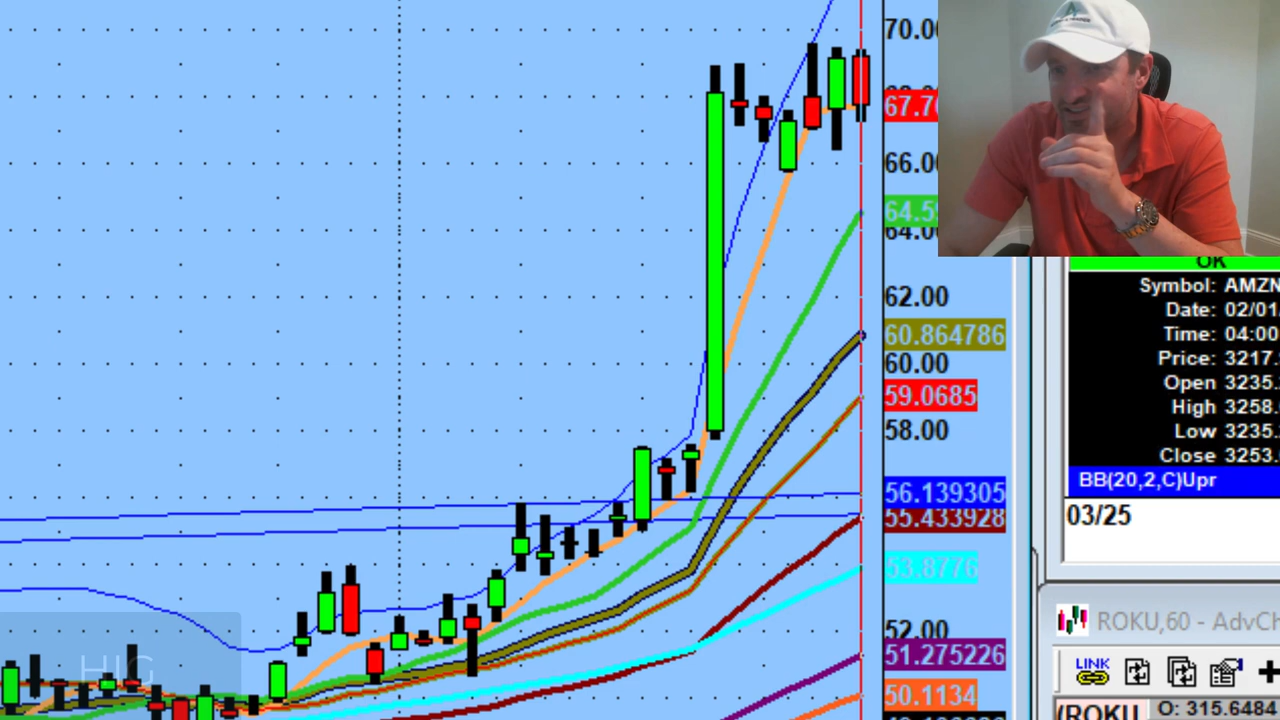 70.00
67.70
66.00
64.59
64.00
62.00
60.864786
60.00
59.0685
58.00
56.139305
55.433928
53.8776
52.00
51.275226
50.1134
HIG
OK
Symbol: AMZN
Date: 02/01
Time: 04:00
Price: 3217.
Open 3235.
High 3258.
Low 3235.
Close 3253.
BB(20,2,C)Upr
03/25
ROKU,60 - AdvCh
LINK
(ROKU
O: 315.6484